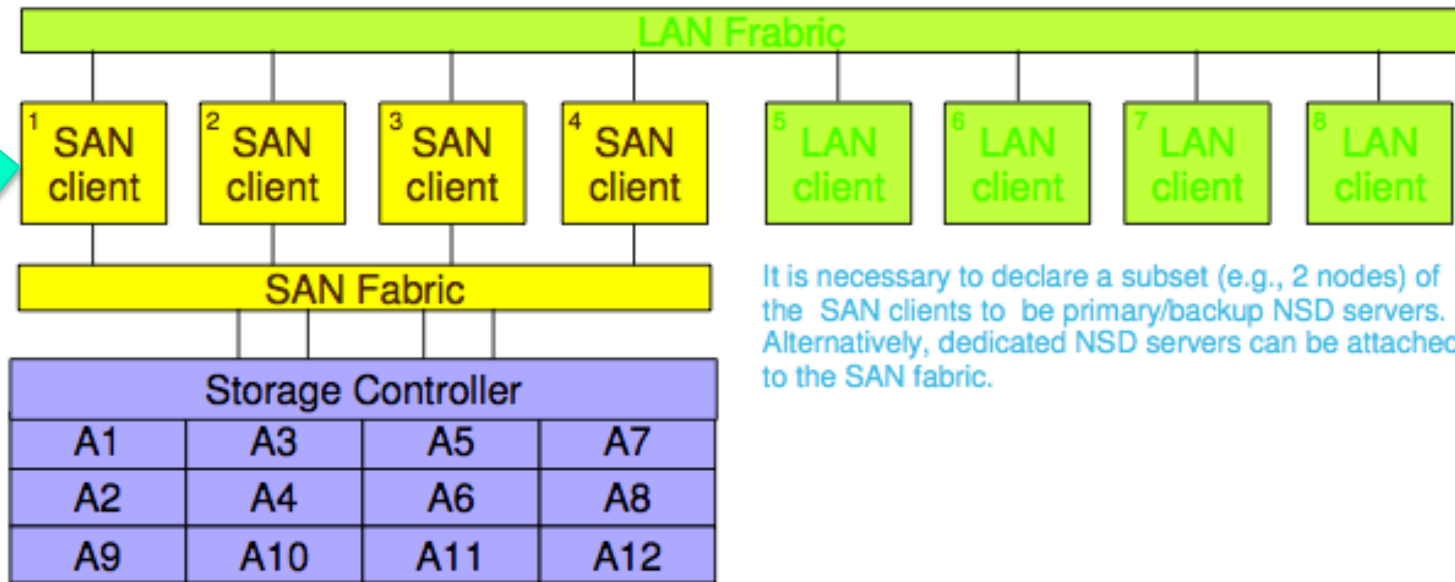 LAN Frabric
1 SAN client
2 SAN client
3 SAN client
4 SAN client
5 LAN client
6 LAN client
7 LAN client
8 LAN client
SAN Fabric
It is necessary to declare a subset (e.g., 2 nodes) of
the SAN clients to be primary/backup NSD servers.
Alternatively, dedicated NSD servers can be attached
to the SAN fabric.
Storage Controller
A1 A3 A5 A7
A2 A4 A6 A8
A9 A10 A11 A12